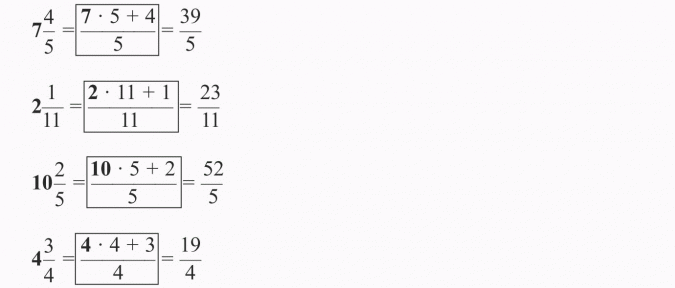 7 4/5 = (7 · 5 + 4)/5 = 39/5
2 1/11 = (2 · 11 + 1)/11 = 23/11
10 2/5 = (10 · 5 + 2)/5 = 52/5
4 3/4 = (4 · 4 + 3)/4 = 19/4